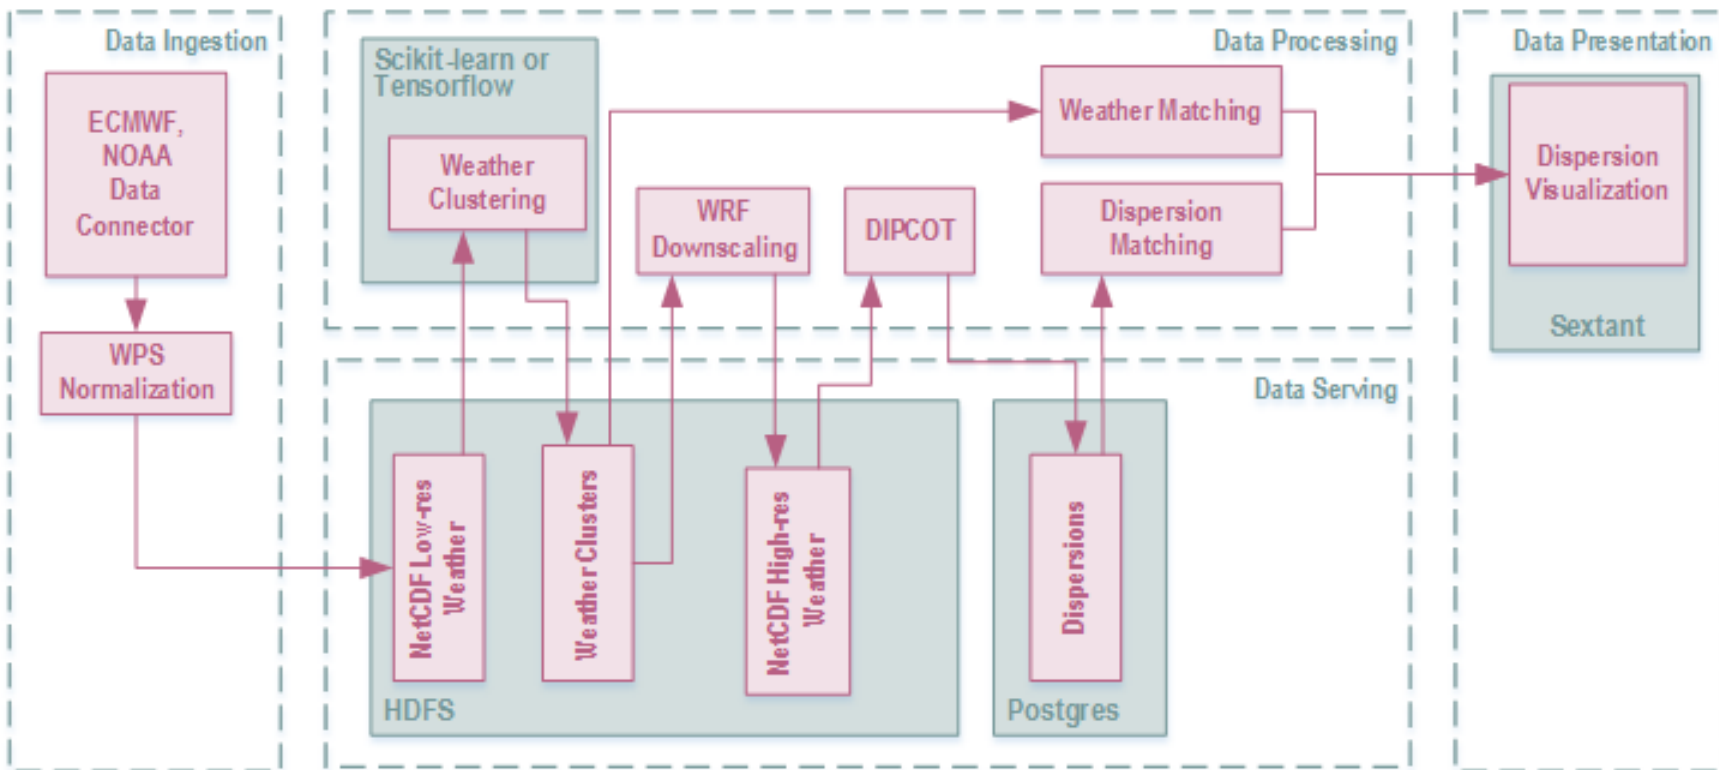 Data Ingestion
ECMWF,
NOAA
Data
Connector
WPS
Normalization
Data Processing
Scikit-learn or
Tensorflow
Weather
Clustering
WRF
Downscaling
DIPCOT
Weather Matching
Dispersion
Matching
Data Serving
NetCDF Low-res
Weather
Weather Clusters
NetCDF High-res
Weather
HDFS
Dispersions
Postgres
Data Presentation
Dispersion
Visualization
Sextant